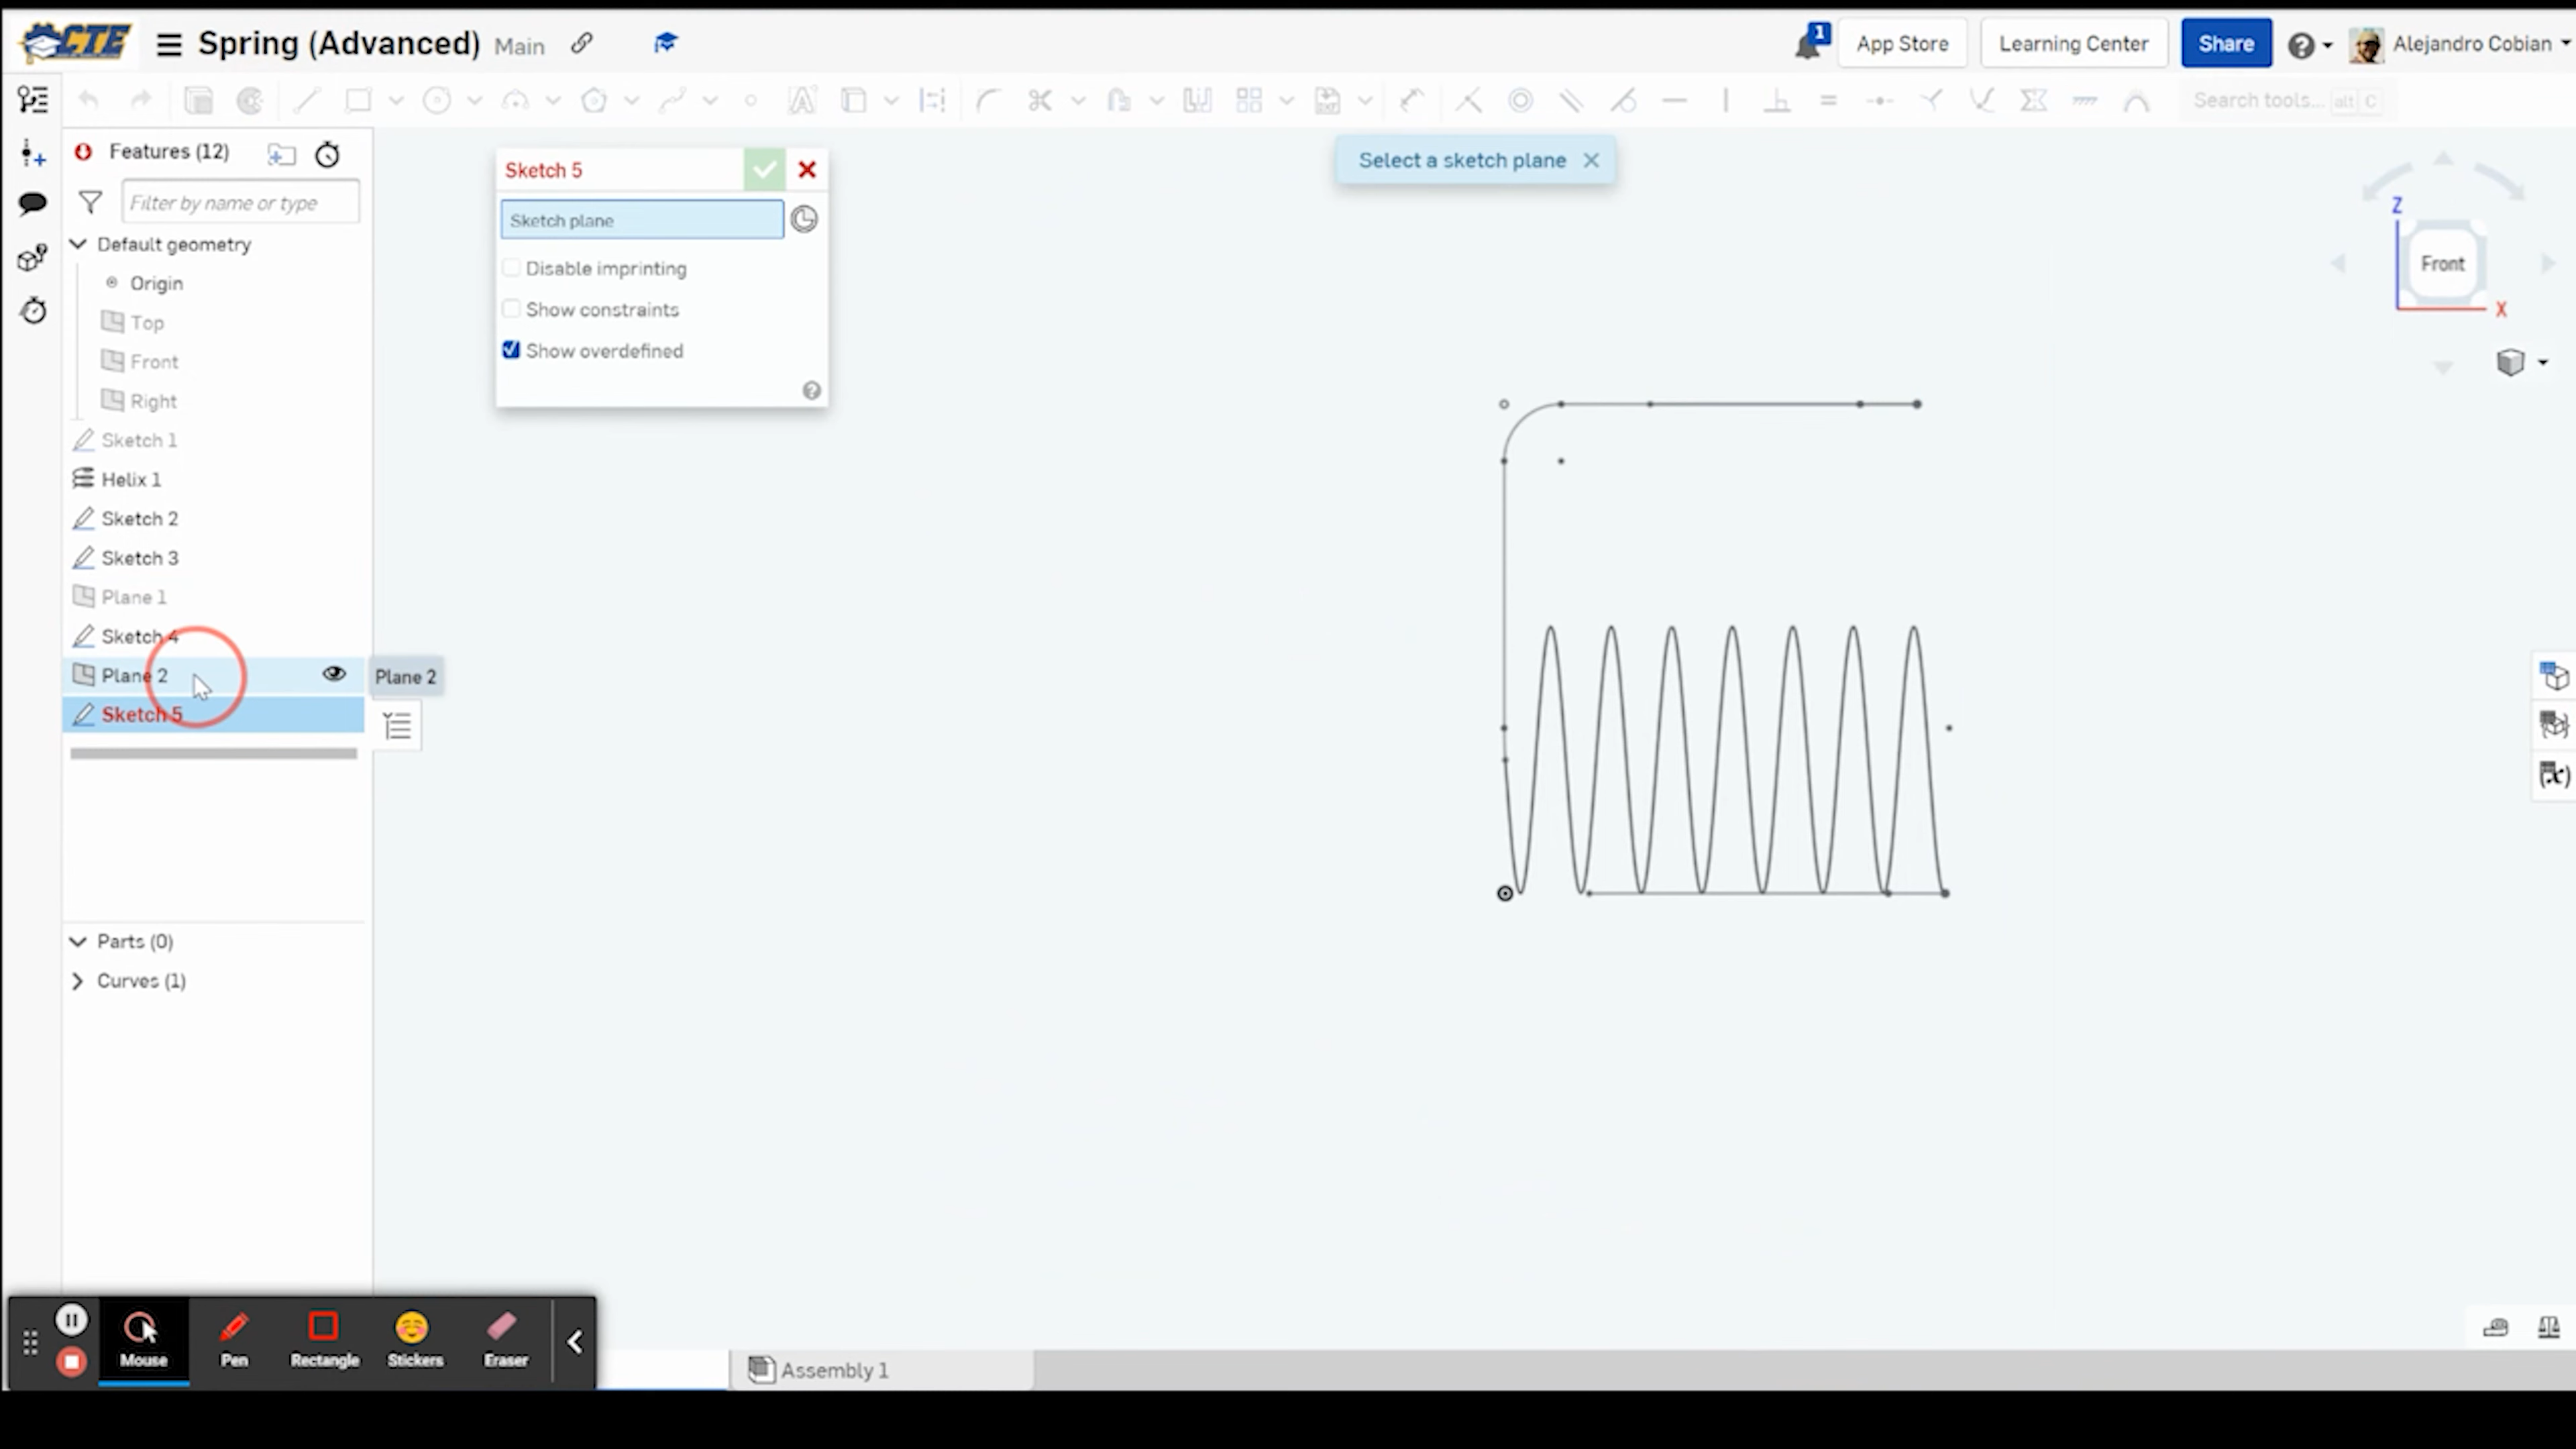 CTE
Spring (Advanced) Main
1
App Store
Learning Center
Share
Alejandro Cobian
Search tools... alt C
Features (12)
Filter by name or type
Default geometry
Origin
Top
Front
Right
Sketch 1
Helix 1
Sketch 2
Sketch 3
Plane 1
Sketch 4
Plane 2
Plane 2
Sketch 5
Parts (0)
Curves (1)
Sketch 5
Sketch plane
Disable imprinting
Show constraints
Show overdefined
Select a sketch plane
Z
Front
X
(x)
Mouse
Pen
Rectangle
Stickers
Eraser
Assembly 1